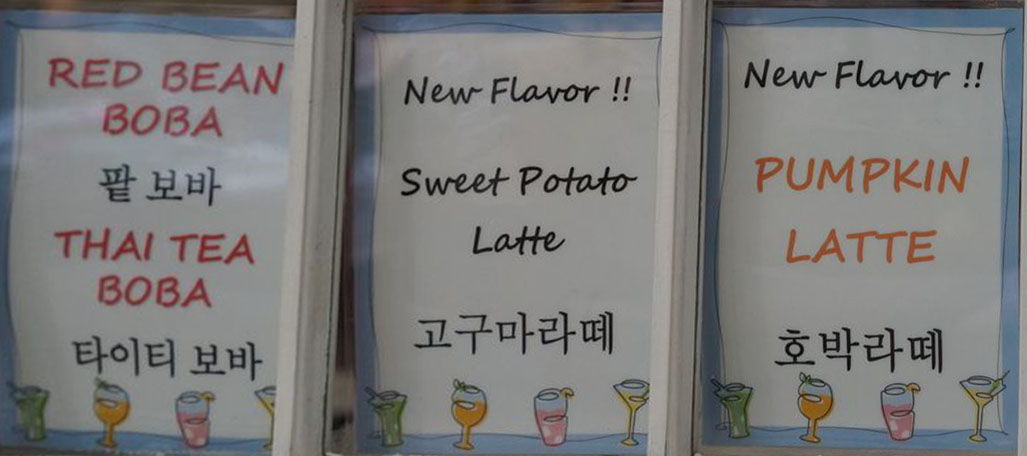 RED BEAN
BOBA
팥 보바
THAI TEA
BOBA
타이티 보바
New Flavor !!
Sweet Potato
Latte
고구마라떼
New Flavor !!
PUMPKIN
LATTE
호박라떼